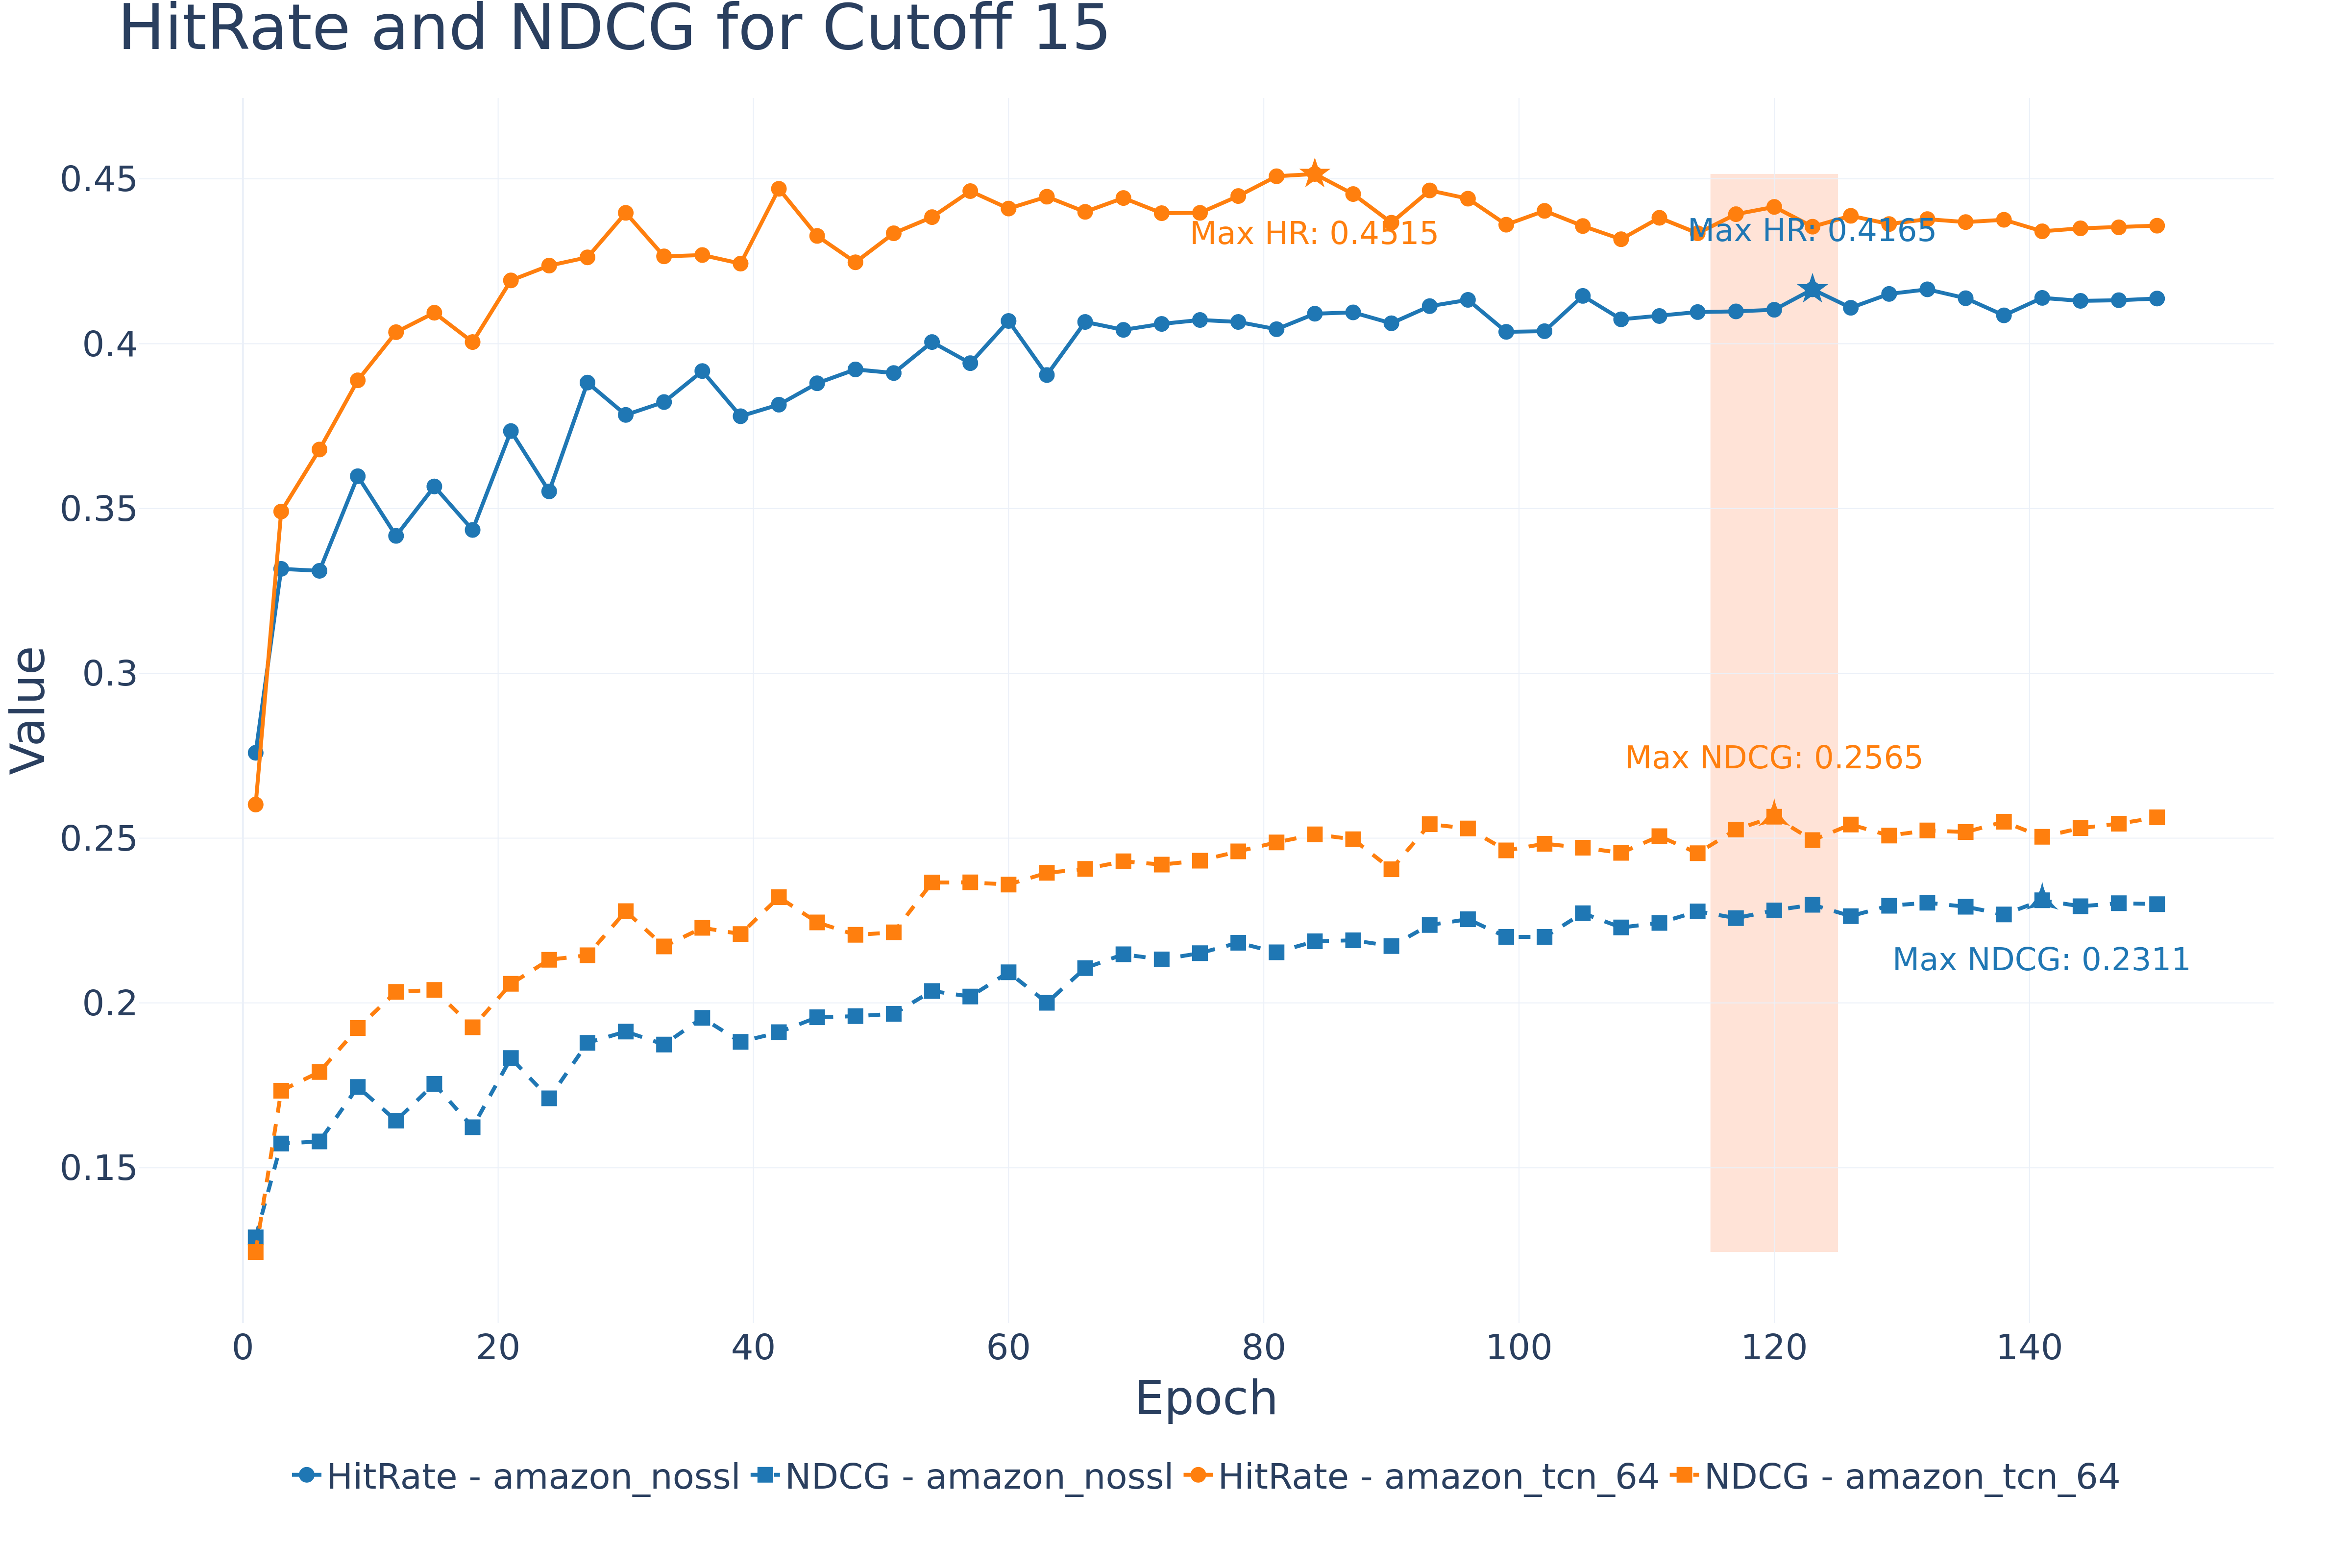 HitRate and NDCG for Cutoff 15
Value
0.45
0.4
0.35
0.3
0.25
0.2
0.15
Max HR: 0.4515
Max HR: 0.4165
Max NDCG: 0.2565
Max NDCG: 0.2311
0 20 40 60 80 100 120 140
Epoch
HitRate - amazon_nossl NDCG - amazon_nossl HitRate - amazon_tcn_64 NDCG - amazon_tcn_64